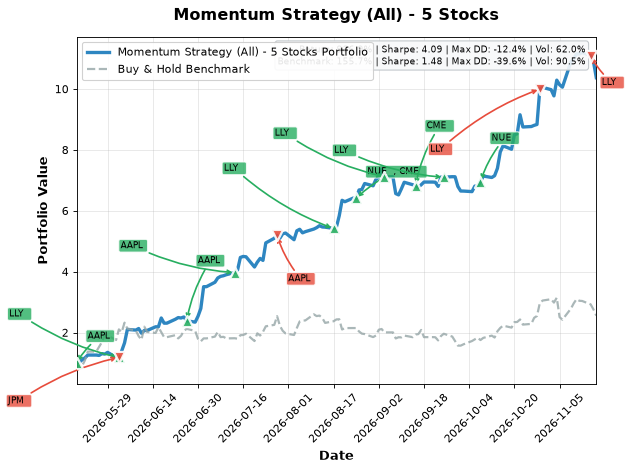 Momentum Strategy (All) - 5 Stocks
Momentum Strategy (All) - 5 Stocks Portfolio
Buy & Hold Benchmark
| Sharpe: 4.09 | Max DD: -12.4% | Vol: 62.0%
Benchmark: 155.7% | Sharpe: 1.48 | Max DD: -39.6% | Vol: 90.5%
LLY
CME
LLY
LLY
LLY
NUE
LLY
NUE
CME
AAPL
AAPL
AAPL
LLY
AAPL
JPM
10
8
6
4
2
Portfolio Value
2026-05-29
2026-06-14
2026-06-30
2026-07-16
2026-08-01
2026-08-17
2026-09-02
2026-09-18
2026-10-04
2026-10-20
2026-11-05
Date